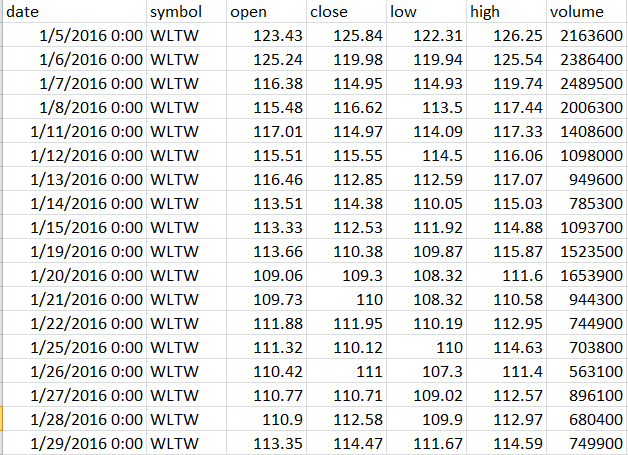 date symbol open close low high volume
1/5/2016 0:00 WLTW 123.43 125.84 122.31 126.25 2163600
1/6/2016 0:00 WLTW 125.24 119.98 119.94 125.54 2386400
1/7/2016 0:00 WLTW 116.38 114.95 114.93 119.74 2489500
1/8/2016 0:00 WLTW 115.48 116.62 113.5 117.44 2006300
1/11/2016 0:00 WLTW 117.01 114.97 114.09 117.33 1408600
1/12/2016 0:00 WLTW 115.51 115.55 114.5 116.06 1098000
1/13/2016 0:00 WLTW 116.46 112.85 112.59 117.07 949600
1/14/2016 0:00 WLTW 113.51 114.38 110.05 115.03 785300
1/15/2016 0:00 WLTW 113.33 112.53 111.92 114.88 1093700
1/19/2016 0:00 WLTW 113.66 110.38 109.87 115.87 1523500
1/20/2016 0:00 WLTW 109.06 109.3 108.32 111.6 1653900
1/21/2016 0:00 WLTW 109.73 110 108.32 110.58 944300
1/22/2016 0:00 WLTW 111.88 111.95 110.19 112.95 744900
1/25/2016 0:00 WLTW 111.32 110.12 110 114.63 703800
1/26/2016 0:00 WLTW 110.42 111 107.3 111.4 563100
1/27/2016 0:00 WLTW 110.77 110.71 109.02 112.57 896100
1/28/2016 0:00 WLTW 110.9 112.58 109.9 112.97 680400
1/29/2016 0:00 WLTW 113.35 114.47 111.67 114.59 749900